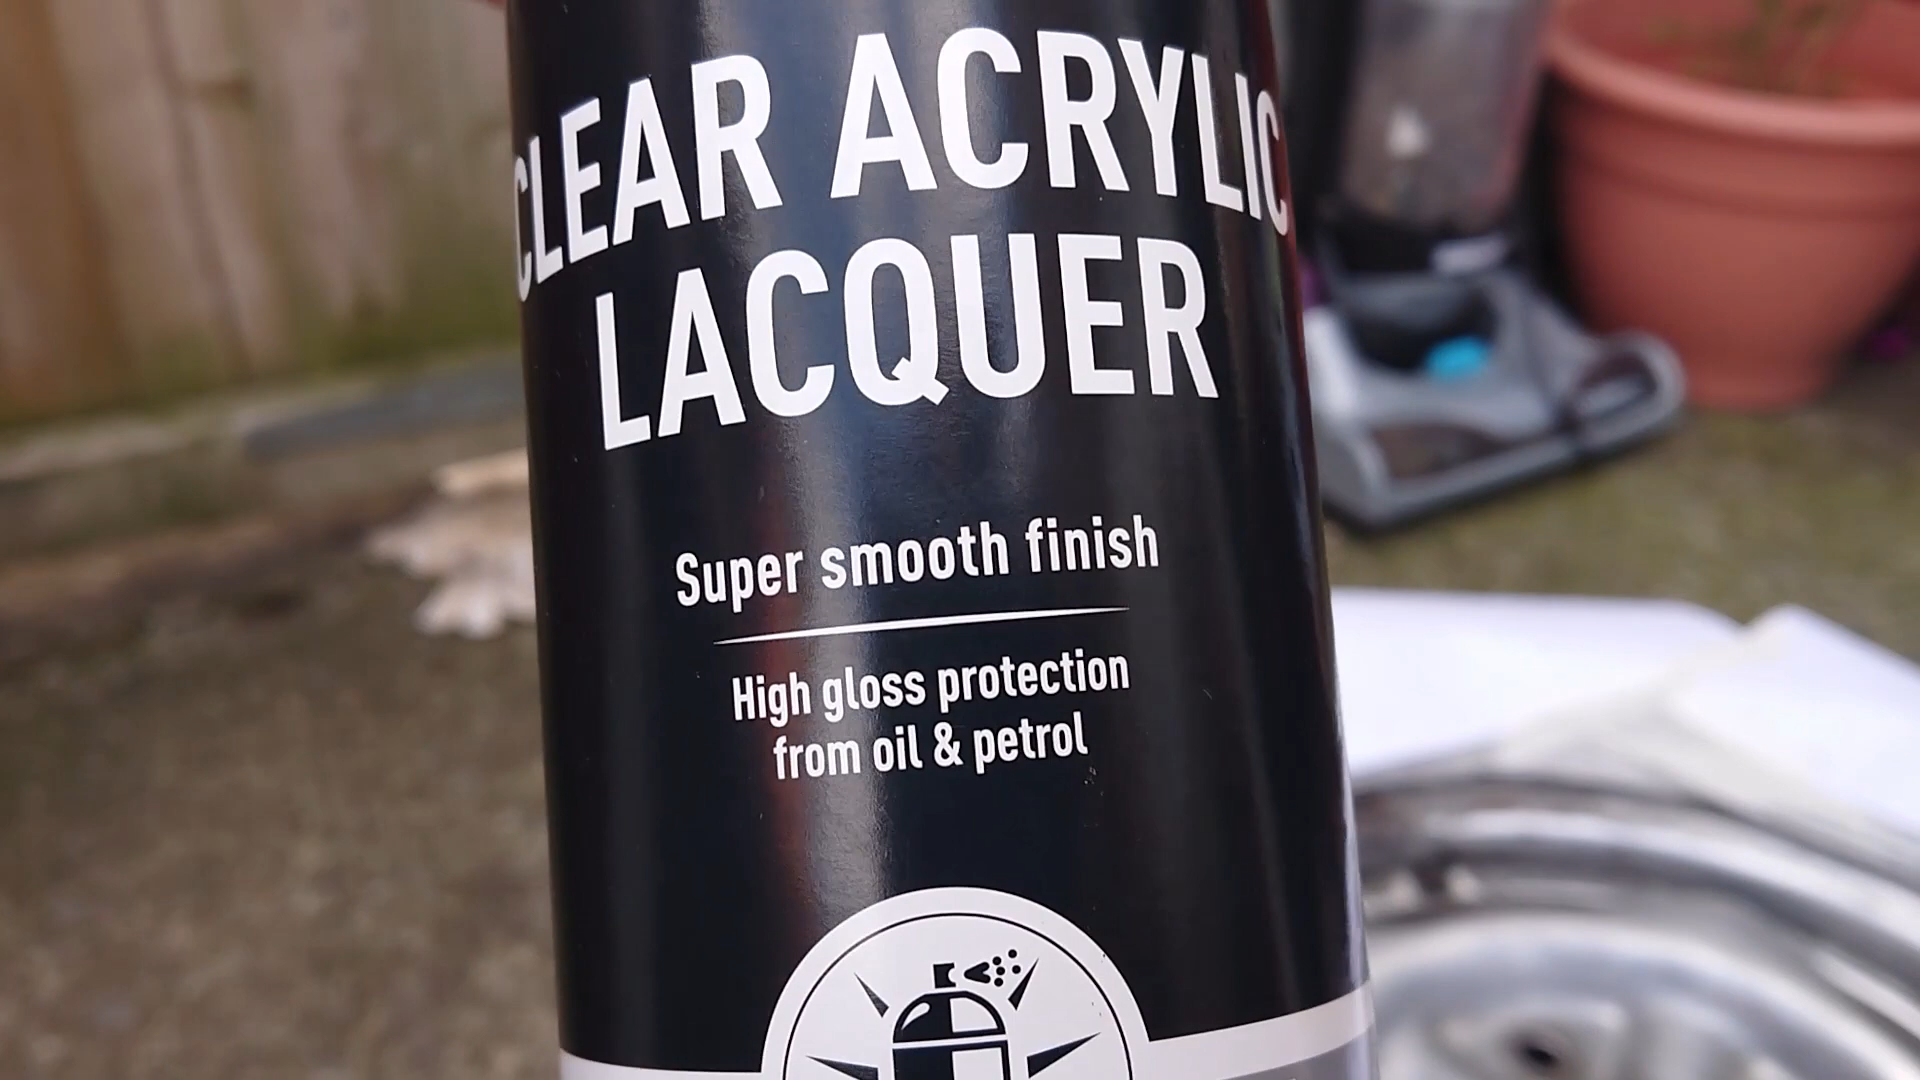 CLEAR ACRYLIC
LACQUER
Super smooth finish
High gloss protection
from oil & petrol